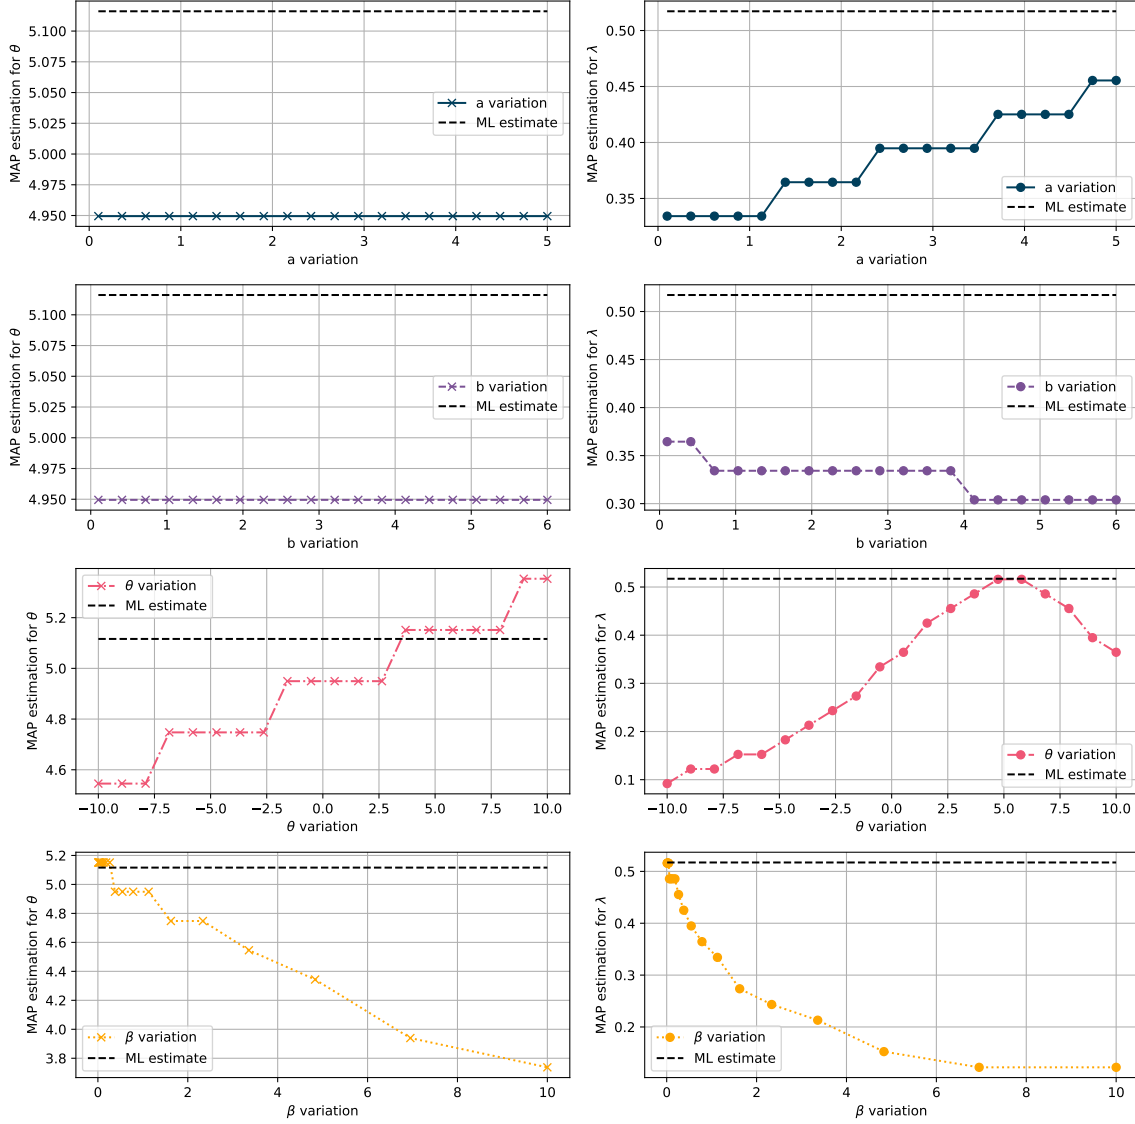 MAP estimation for θ
5.100
5.075
5.050
5.025
5.000
4.975
4.950
a variation
ML estimate
0 1 2 3 4 5
a variation
MAP estimation for λ
0.50
0.45
0.40
0.35
a variation
ML estimate
0 1 2 3 4 5
a variation
MAP estimation for θ
5.100
5.075
5.050
5.025
5.000
4.975
4.950
b variation
ML estimate
0 1 2 3 4 5 6
b variation
MAP estimation for λ
0.50
0.45
0.40
0.35
0.30
b variation
ML estimate
0 1 2 3 4 5 6
b variation
MAP estimation for θ
5.2
5.0
4.8
4.6
θ variation
ML estimate
−10.0 −7.5 −5.0 −2.5 0.0 2.5 5.0 7.5 10.0
θ variation
MAP estimation for λ
0.5
0.4
0.3
0.2
0.1
θ variation
ML estimate
−10.0 −7.5 −5.0 −2.5 0.0 2.5 5.0 7.5 10.0
θ variation
MAP estimation for θ
5.2
5.0
4.8
4.6
4.4
4.2
4.0
3.8
β variation
ML estimate
0 2 4 6 8 10
β variation
MAP estimation for λ
0.5
0.4
0.3
0.2
β variation
ML estimate
0 2 4 6 8 10
β variation